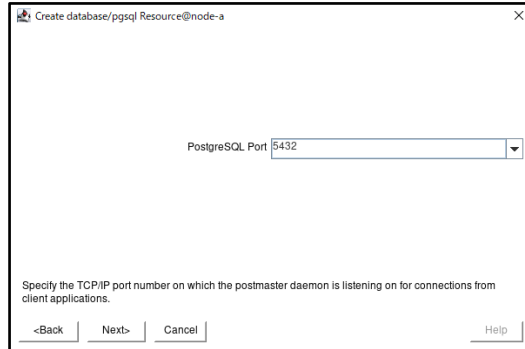 Create database/pgsql Resource@node-a
PostgreSQL Port 5432
Specify the TCP/IP port number on which the postmaster daemon is listening on for connections from
client applications.
<Back Next> Cancel Help